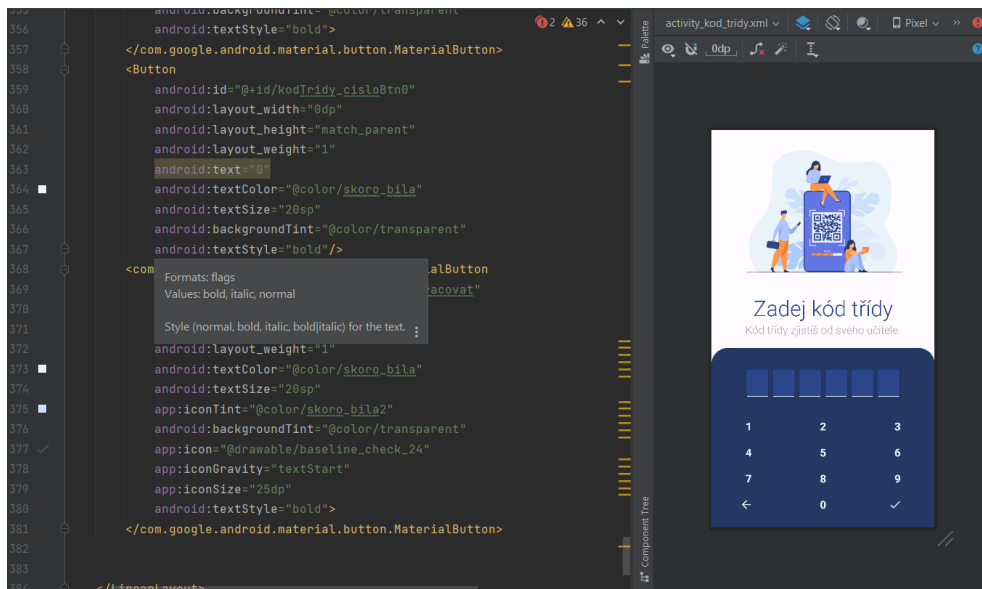 android:backgroundTint="@color/transparent"
356 android:textStyle="bold">
357 </com.google.android.material.button.MaterialButton>
358 <Button
359 android:id="@+id/kodTridy_cisloBtn0"
360 android:layout_width="0dp"
361 android:layout_height="match_parent"
362 android:layout_weight="1"
363 android:text="0"
364 android:textColor="@color/skoro_bila"
365 android:textSize="20sp"
366 android:backgroundTint="@color/transparent"
367 android:textStyle="bold"/>
368 <com ialButton
369 racovat"
370
371
372 android:layout_weight="1"
373 android:textColor="@color/skoro_bila"
374 android:textSize="20sp"
375 app:iconTint="@color/skoro_bila2"
376 android:backgroundTint="@color/transparent"
377 app:icon="@drawable/baseline_check_24"
378 app:iconGravity="textStart"
379 app:iconSize="25dp"
380 android:textStyle="bold">
381 </com.google.android.material.button.MaterialButton>
382
383
384 </LinearLayout>
Formats: flags
Values: bold, italic, normal
Style (normal, bold, italic, bold|italic) for the text.
2 36
Palette
Component Tree
activity_kod_tridy.xml
Pixel
0dp
Zadej kód třídy
Kód třídy zjistíš od svého učitele.
1 2 3
4 5 6
7 8 9
0